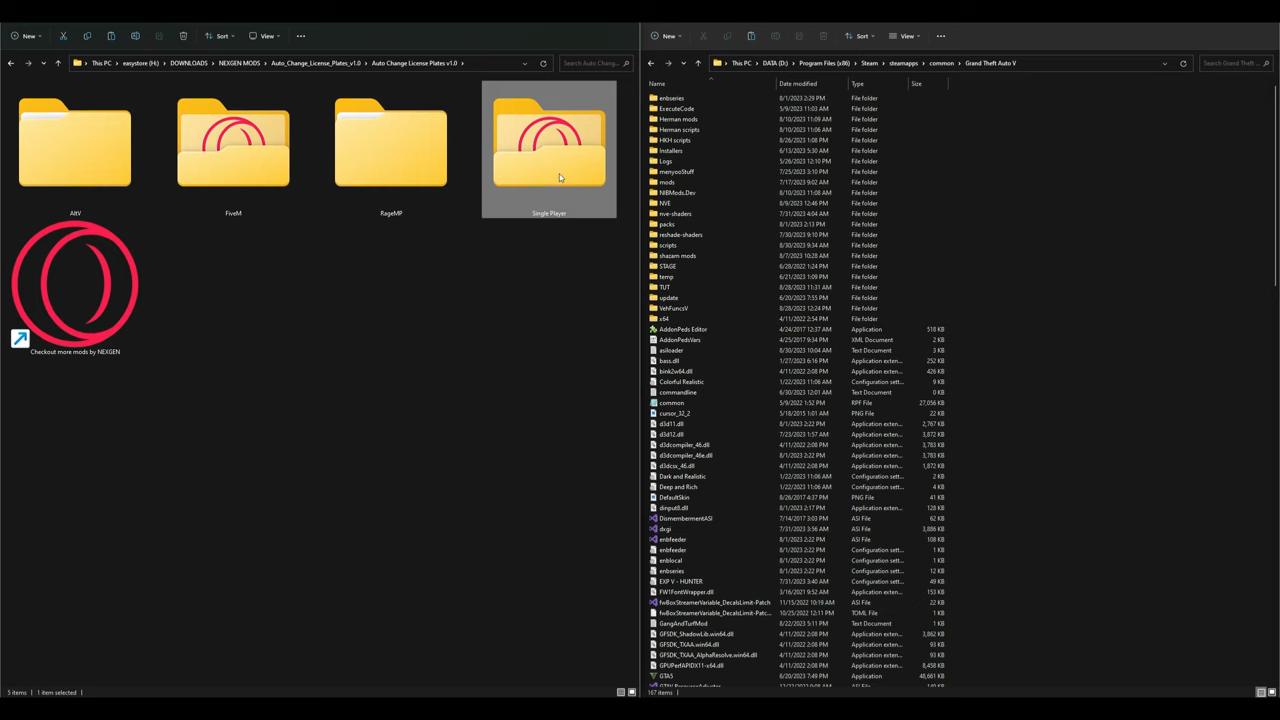 New
Sort
View
This PC > easystore (H:) > DOWNLOADS > NEXGEN MODS > Auto_Change_License_Plates_v1.0 > Auto Change License Plates v1.0 >
Search Auto Chang...
AltV
FiveM
RageMP
Single Player
Checkout more mods by NEXGEN
5 items
1 item selected
New
Sort
View
This PC > DATA (D:) > Program Files (x86) > Steam > steamapps > common > Grand Theft Auto V
Search Grand Theft ...
Name Date modified Type Size
enbseries 8/1/2023 2:29 PM File folder
ExecuteCode 5/9/2023 11:03 AM File folder
Herman mods 8/10/2023 11:09 AM File folder
Herman scripts 8/10/2023 11:06 AM File folder
HKH scripts 8/26/2023 1:08 PM File folder
Installers 6/13/2023 5:30 AM File folder
Logs 5/26/2023 12:10 PM File folder
menyooStuff 7/25/2023 3:10 PM File folder
mods 7/17/2023 9:02 AM File folder
NIBMods.Dev 8/10/2023 11:08 AM File folder
NVE 8/9/2023 12:46 PM File folder
nve-shaders 7/31/2023 4:04 AM File folder
packs 8/1/2023 2:13 PM File folder
reshade-shaders 7/30/2023 9:10 PM File folder
scripts 8/30/2023 9:34 AM File folder
shazam mods 8/7/2023 10:28 AM File folder
STAGE 6/28/2022 1:24 PM File folder
temp 6/21/2023 1:09 PM File folder
TUT 8/28/2023 11:31 AM File folder
update 6/20/2023 7:55 PM File folder
VehFuncsV 8/28/2023 12:24 PM File folder
x64 4/11/2022 2:54 PM File folder
AddonPeds Editor 4/24/2017 12:37 AM Application 518 KB
AddonPedsVars 4/25/2017 9:34 PM XML Document 2 KB
asiloader 8/30/2023 10:04 AM Text Document 3 KB
bass.dll 1/27/2023 6:16 PM Application exten... 252 KB
bink2w64.dll 4/11/2022 2:08 PM Application exten... 426 KB
Colorful Realistic 1/22/2023 11:06 AM Configuration sett... 9 KB
commandline 6/30/2023 12:01 AM Text Document 0 KB
common 5/9/2022 1:52 PM RPF File 27,056 KB
cursor_32_2 5/18/2015 1:01 AM PNG File 22 KB
d3d11.dll 8/1/2023 2:22 PM Application exten... 2,767 KB
d3d12.dll 7/23/2023 1:57 AM Application exten... 3,872 KB
d3dcompiler_46.dll 4/11/2022 2:08 PM Application exten... 3,783 KB
d3dcompiler_46e.dll 8/1/2023 2:22 PM Application exten... 3,783 KB
d3dcsx_46.dll 4/11/2022 2:08 PM Application exten... 1,872 KB
Dark and Realistic 1/22/2023 11:06 AM Configuration sett... 2 KB
Deep and Rich 1/22/2023 11:06 AM Configuration sett... 4 KB
DefaultSkin 8/26/2017 4:37 PM PNG File 41 KB
dinput8.dll 8/1/2023 2:17 PM Application exten... 128 KB
DismembermentASI 7/14/2017 3:03 PM ASI File 62 KB
dxgi 7/31/2023 3:56 AM ASI File 3,886 KB
enbfeeder 8/1/2023 2:22 PM ASI File 108 KB
enbfeeder 8/1/2023 2:22 PM Configuration sett... 1 KB
enblocal 8/1/2023 2:22 PM Configuration sett... 1 KB
enbseries 8/1/2023 2:22 PM Configuration sett... 12 KB
EXP V - HUNTER 7/31/2023 3:40 AM Configuration sett... 49 KB
FW1FontWrapper.dll 3/16/2021 9:52 AM Application exten... 153 KB
fwBoxStreamerVariable_DecalsLimit-Patch 11/15/2022 10:19 AM ASI File 22 KB
fwBoxStreamerVariable_DecalsLimit-Patc... 10/25/2022 12:11 PM TOML File 1 KB
GangAndTurfMod 8/22/2023 5:11 PM Text Document 3 KB
GFSDK_ShadowLib.win64.dll 4/11/2022 2:08 PM Application exten... 3,862 KB
GFSDK_TXAA.win64.dll 4/11/2022 2:08 PM Application exten... 93 KB
GFSDK_TXAA_AlphaResolve.win64.dll 4/11/2022 2:08 PM Application exten... 93 KB
GPUPerfAPIDX11-x64.dll 4/11/2022 2:08 PM Application exten... 8,458 KB
GTA5 6/20/2023 7:49 PM Application 48,661 KB
167 items